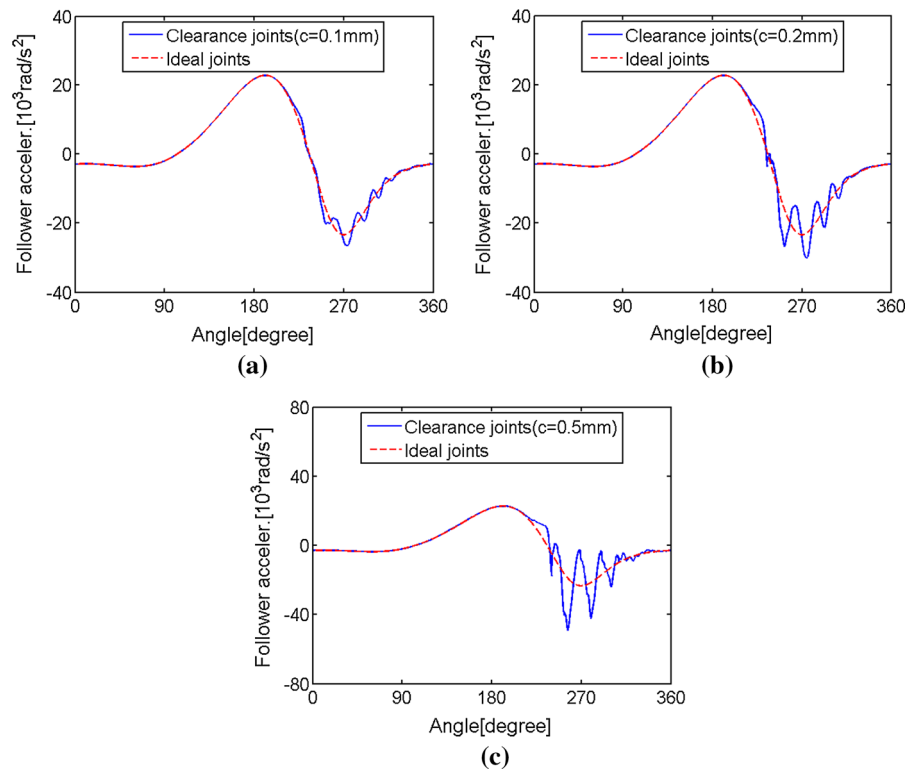 40
20
0
-20
-40
Follower acceler.[10³rad/s²]
Clearance joints(c=0.1mm)
Ideal joints
0 90 180 270 360
Angle[degree]
(a)
40
20
0
-20
-40
Follower acceler.[10³rad/s²]
Clearance joints(c=0.2mm)
Ideal joints
0 90 180 270 360
Angle[degree]
(b)
80
40
0
-40
-80
Follower acceler.[10³rad/s²]
Clearance joints(c=0.5mm)
Ideal joints
0 90 180 270 360
Angle[degree]
(c)